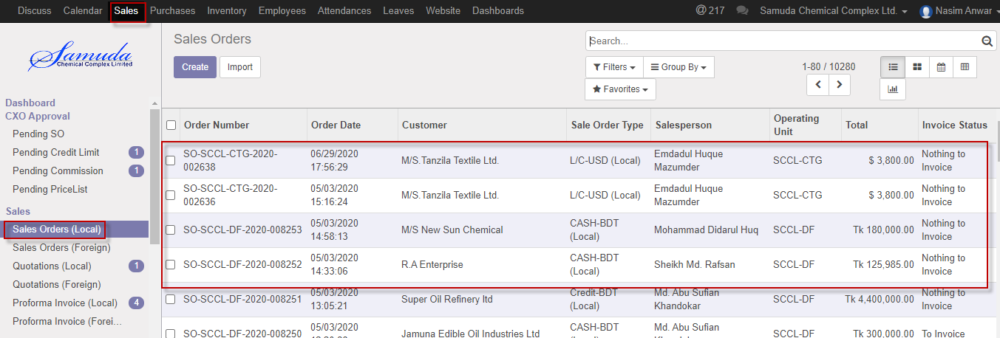 Discuss Calendar Sales Purchases Inventory Employees Attendances Leaves Website Dashboards @ 217 Samuda Chemical Complex Ltd. Nasim Anwar
Samuda
Chemical Complex Limited
Dashboard
CXO Approval
Pending SO
Pending Credit Limit 1
Pending Commission 1
Pending PriceList
Sales
Sales Orders (Local)
Sales Orders (Foreign)
Quotations (Local) 1
Quotations (Foreign)
Proforma Invoice (Local) 4
Proforma Invoice (Forei...
Sales Orders
Search...
Create Import
Filters Group By
Favorites
1-80 / 10280
Order Number Order Date Customer Sale Order Type Salesperson Operating Unit Total Invoice Status
SO-SCCL-CTG-2020-
002638
06/29/2020
17:56:29
M/S.Tanzila Textile Ltd.
L/C-USD (Local)
Emdadul Huque
Mazumder
SCCL-CTG
$ 3,800.00
Nothing to
Invoice
SO-SCCL-CTG-2020-
002636
05/03/2020
15:16:24
M/S.Tanzila Textile Ltd.
L/C-USD (Local)
Emdadul Huque
Mazumder
SCCL-CTG
$ 3,800.00
Nothing to
Invoice
SO-SCCL-DF-2020-008253
05/03/2020
14:58:13
M/S New Sun Chemical
CASH-BDT
(Local)
Mohammad Didarul Huq
SCCL-DF
Tk 180,000.00
Nothing to
Invoice
SO-SCCL-DF-2020-008252
05/03/2020
14:33:06
R.A Enterprise
CASH-BDT
(Local)
Sheikh Md. Rafsan
SCCL-DF
Tk 125,985.00
Nothing to
Invoice
SO-SCCL-DF-2020-008251
05/03/2020
13:05:21
Super Oil Refinery ltd
Credit-BDT
(Local)
Md. Abu Sufian
Khandokar
SCCL-DF
Tk 4,400,000.00
Nothing to
Invoice
SO-SCCL-DF-2020-008250
05/03/2020
Jamuna Edible Oil Industries Ltd
CASH-BDT
(Local)
Md. Abu Sufian
SCCL-DF
Tk 300,000.00
To Invoice